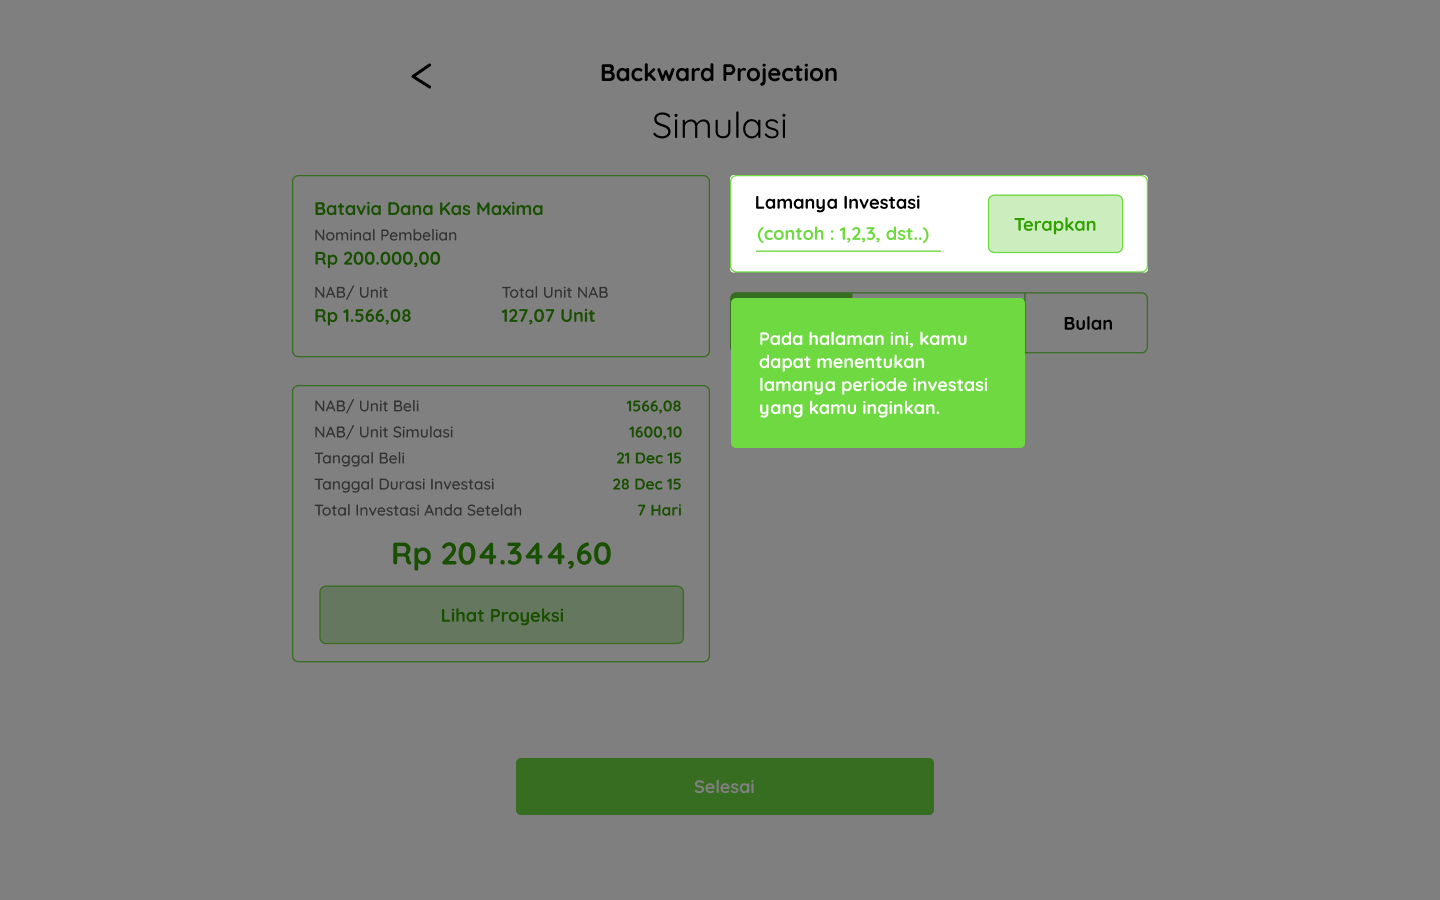 Backward Projection
Simulasi
Batavia Dana Kas Maxima
Nominal Pembelian
Rp 200.000,00
NAB/ Unit
Rp 1.566,08
Total Unit NAB
127,07 Unit
NAB/ Unit Beli 1566,08
NAB/ Unit Simulasi 1600,10
Tanggal Beli 21 Dec 15
Tanggal Durasi Investasi 28 Dec 15
Total Investasi Anda Setelah 7 Hari
Rp 204.344,60
Lihat Proyeksi
Lamanya Investasi
(contoh : 1,2,3, dst..)
Terapkan
Bulan
Pada halaman ini, kamu
dapat menentukan
lamanya periode investasi
yang kamu inginkan.
Selesai